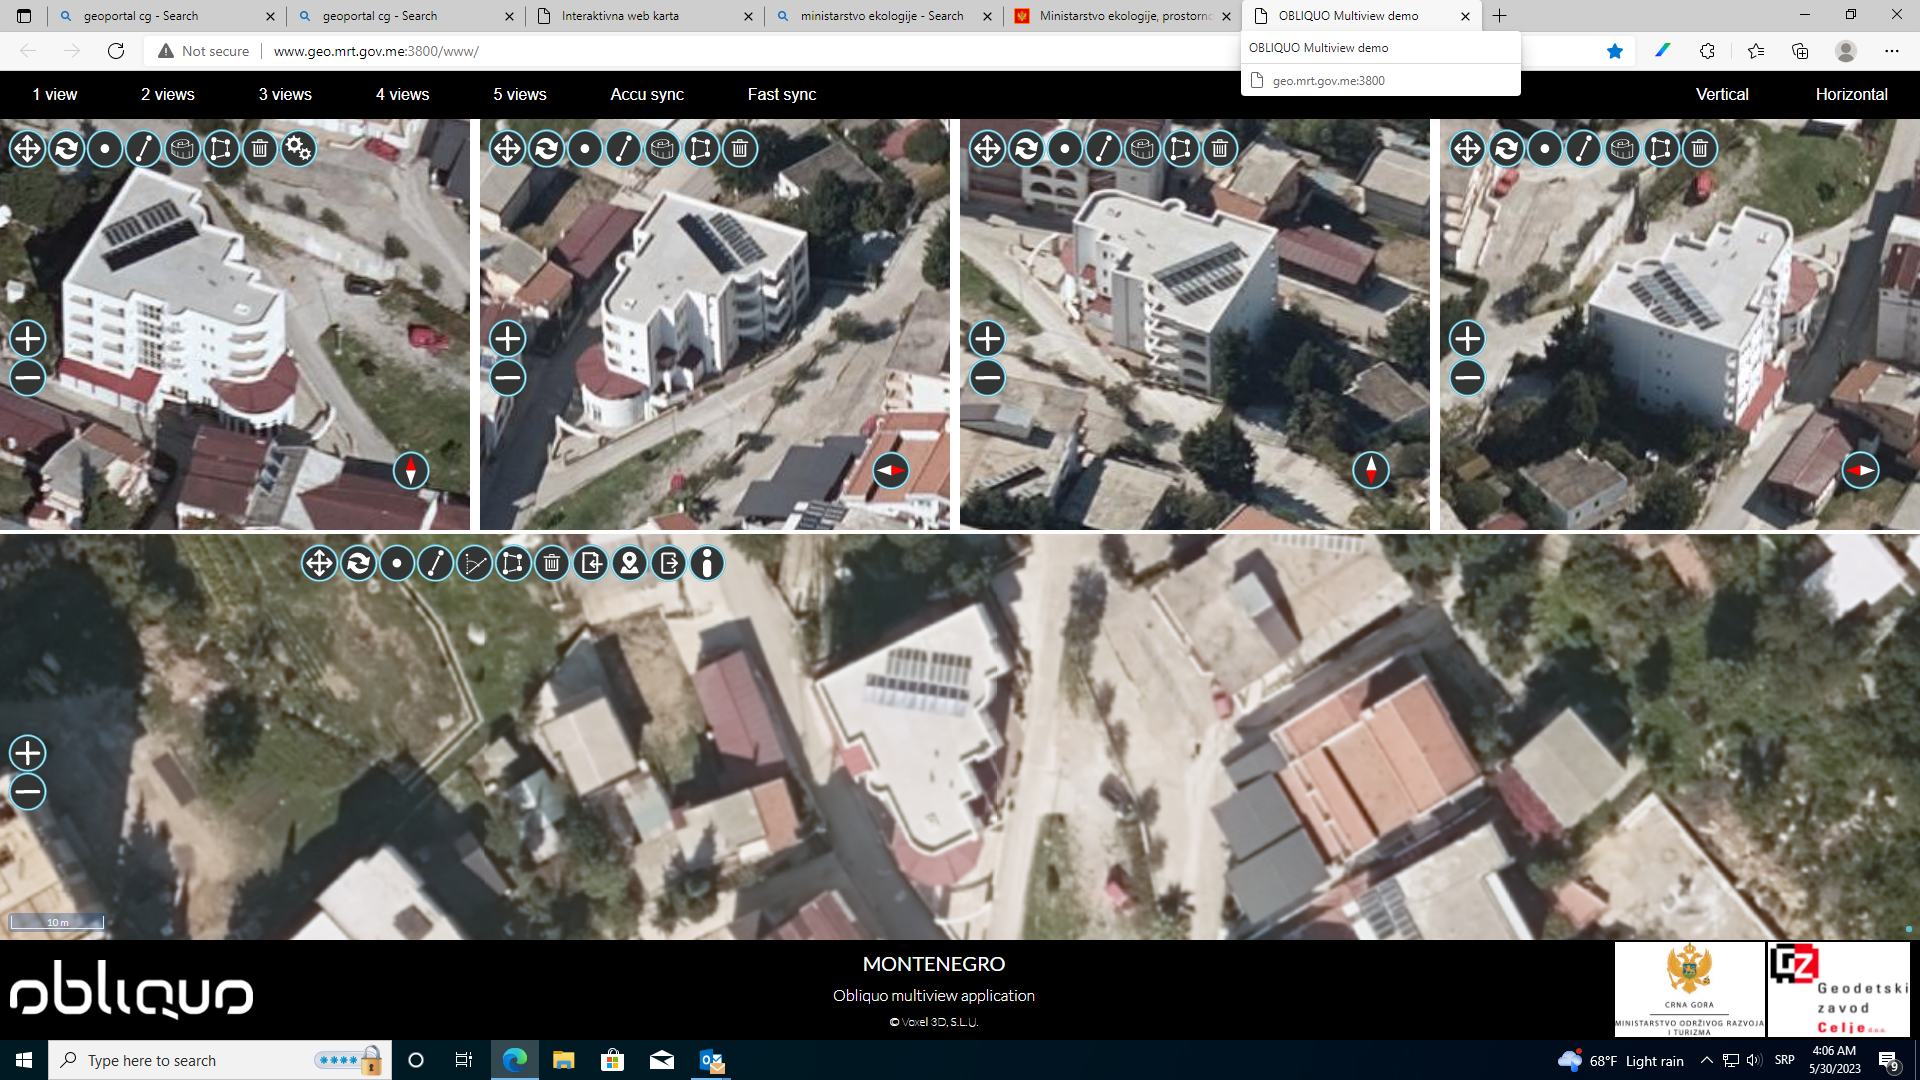 geoportal cg - Search
geoportal cg - Search
Interaktivna web karta
ministarstvo ekologije - Search
Ministarstvo ekologije, prostorno
OBLIQUO Multiview demo
Not secure
www.geo.mrt.gov.me:3800/www/
OBLIQUO Multiview demo
geo.mrt.gov.me:3800
1 view
2 views
3 views
4 views
5 views
Accu sync
Fast sync
Vertical
Horizontal
10 m
obliquo
MONTENEGRO
Obliquo multiview application
© Voxel 3D, S.L.U.
CRNA GORA
MINISTARSTVO ODRŽIVOG RAZVOJA
I TURIZMA
GZ
Geodetski
zavod
Celje d.o.o.
Type here to search
68°F Light rain
SRP
4:06 AM
5/30/2023
9